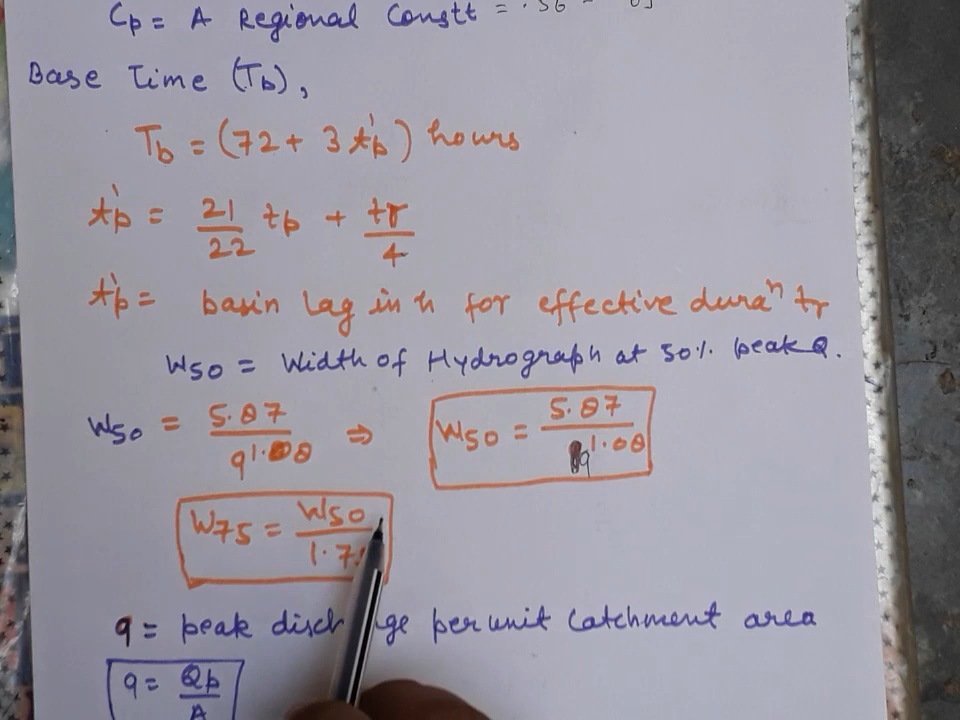 Cp = A Regional Constt = .56 -
Base Time (Tb),
Tb = (72 + 3 t'p) hours
t'p = 21/22 tp + tr/4
t'p = basin Lag in h for effective duraⁿ tr
W50 = Width of Hydrograph at 50% peak Q.
W50 = 5.87/q^1.08 ⇒ W50 = 5.87/q^1.08
W75 = W50/1.75
q = peak disch ge per unit Catchment area
q = Qp/A